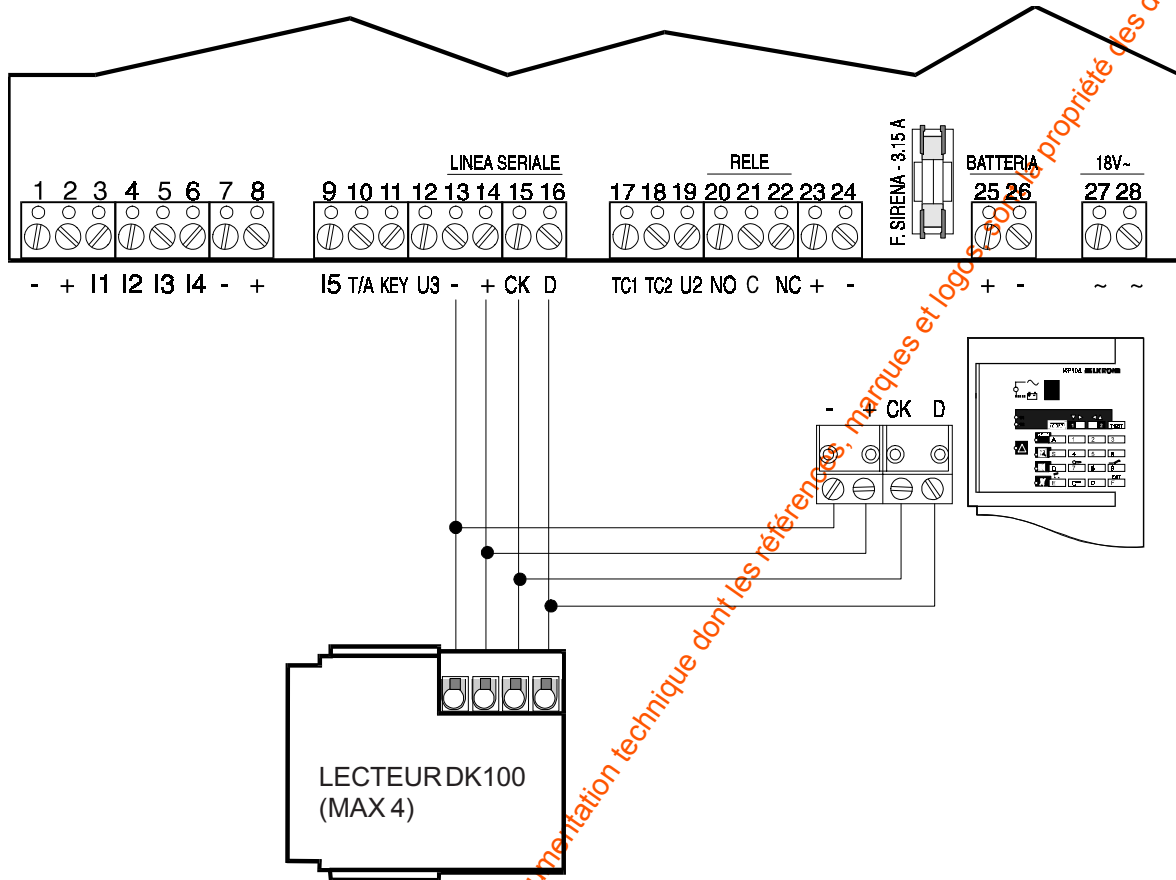 LINEA SERIALE
RELE
F. SIRENA - 3.15 A
BATTERIA
18V~
1 2 3 4 5 6 7 8
9 10 11 12 13 14 15 16
17 18 19 20 21 22 23 24
25 26
27 28
- + I1 I2 I3 I4 - +
I5 T/A KEY U3 - + CK D
TC1 TC2 U2 NO C NC + -
+ -
~ ~
- + CK D
LECTEUR DK100
(MAX 4)
technique dont les références, marques et logos, sont la propriété des